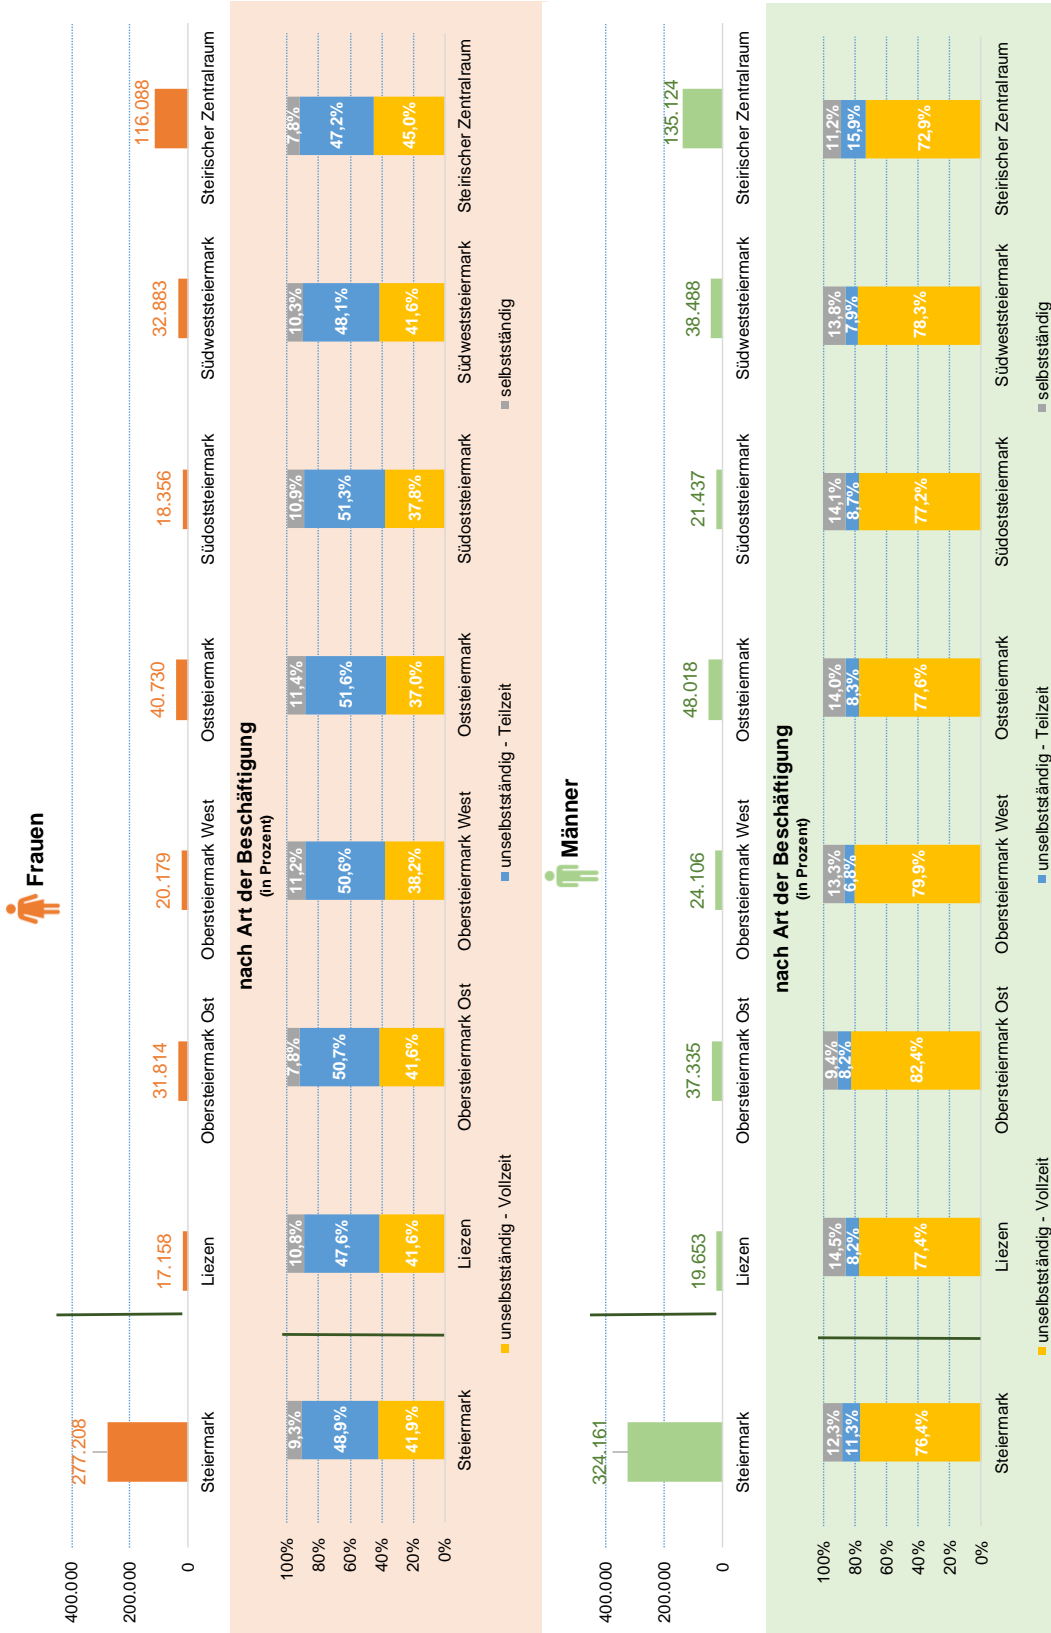 Frauen
400.000
200.000
0
277.208
17.158
31.814
20.179
40.730
18.356
32.883
116.088
Steiermark
Liezen
Obersteiermark Ost
Obersteiermark West
Oststeiermark
Südoststeiermark
Südweststeiermark
Steirischer Zentralraum
nach Art der Beschäftigung
(in Prozent)
100%
80%
60%
40%
20%
0%
9,3%
10,8%
7,8%
11,2%
11,4%
10,9%
10,3%
7,8%
48,9%
47,6%
50,7%
50,6%
51,6%
51,3%
48,1%
47,2%
41,9%
41,6%
41,6%
38,2%
37,0%
37,8%
41,6%
45,0%
Steiermark
Liezen
Obersteiermark Ost
Obersteiermark West
Oststeiermark
Südoststeiermark
Südweststeiermark
Steirischer Zentralraum
unselbstständig - Vollzeit
unselbstständig - Teilzeit
selbstständig
Männer
400.000
200.000
0
324.161
19.653
37.335
24.106
48.018
21.437
38.488
135.124
Steiermark
Liezen
Obersteiermark Ost
Obersteiermark West
Oststeiermark
Südoststeiermark
Südweststeiermark
Steirischer Zentralraum
nach Art der Beschäftigung
(in Prozent)
100%
80%
60%
40%
20%
0%
12,3%
14,5%
9,4%
13,3%
14,0%
14,1%
13,8%
11,2%
11,3%
8,2%
8,2%
6,8%
8,3%
8,7%
7,9%
15,9%
76,4%
77,4%
82,4%
79,9%
77,6%
77,2%
78,3%
72,9%
Steiermark
Liezen
Obersteiermark Ost
Obersteiermark West
Oststeiermark
Südoststeiermark
Südweststeiermark
Steirischer Zentralraum
unselbstständig - Vollzeit
unselbstständig - Teilzeit
selbstständig